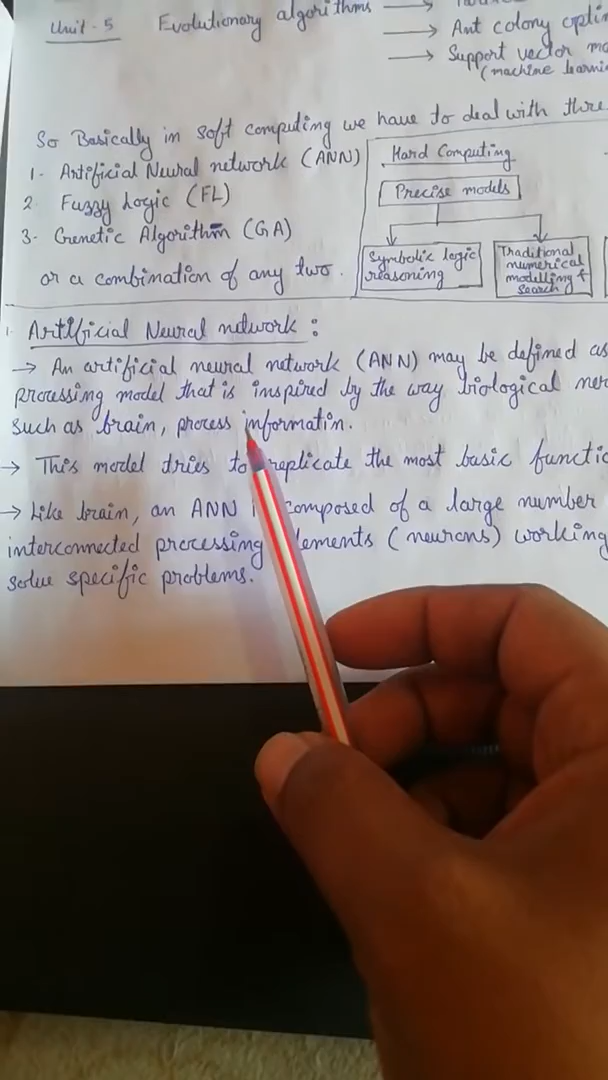 Unit - 5 Evolutionary algorithms →
→ Ant colony
→ Support vector
(machine
So Basically in soft computing we have to deal with
1- Artificial Neural network (ANN)
2- Fuzzy Logic (FL)
3- Genetic Algorithm (GA)
or a combination of any two.
Hard Computing
Precise models
Symbolic logic
reasoning
Traditional
numerical
modelling &
search
1. Artificial Neural network :
→ An artificial neural network (ANN) may be defined as
processing model that is inspired by the way biological
such as brain, process informatin.
→ This model tries to replicate the most basic
→ Like brain, an ANN composed of a large number
interconnected processing (neurons) working
solve specific problems.